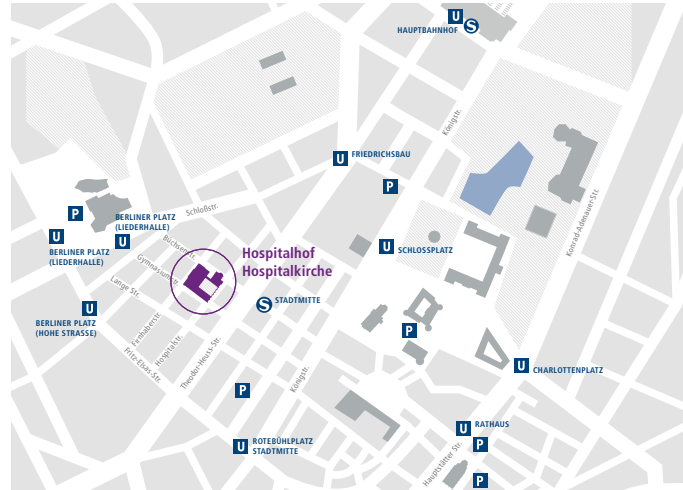 U
HAUPTBAHNHOF
S
Königstr.
U
FRIEDRICHSBAU
P
Konrad-Adenauer-Str.
Schloßstr.
P
BERLINER PLATZ
(LIEDERHALLE)
U
U
BERLINER PLATZ
(LIEDERHALLE)
Büchsenstr.
Gymnasiumstr.
Lange Str.
Hospitalhof
Hospitalkirche
U
SCHLOSSPLATZ
S
STADTMITTE
U
BERLINER PLATZ
(HOHE STRASSE)
Firnhaberstr.
Hospitalstr.
Fritz-Elsas-Str.
Theodor-Heuss-Str.
Königstr.
P
U
CHARLOTTENPLATZ
P
U
RATHAUS
P
U
ROTEBÜHLPLATZ
STADTMITTE
Hauptstätter Str.
P